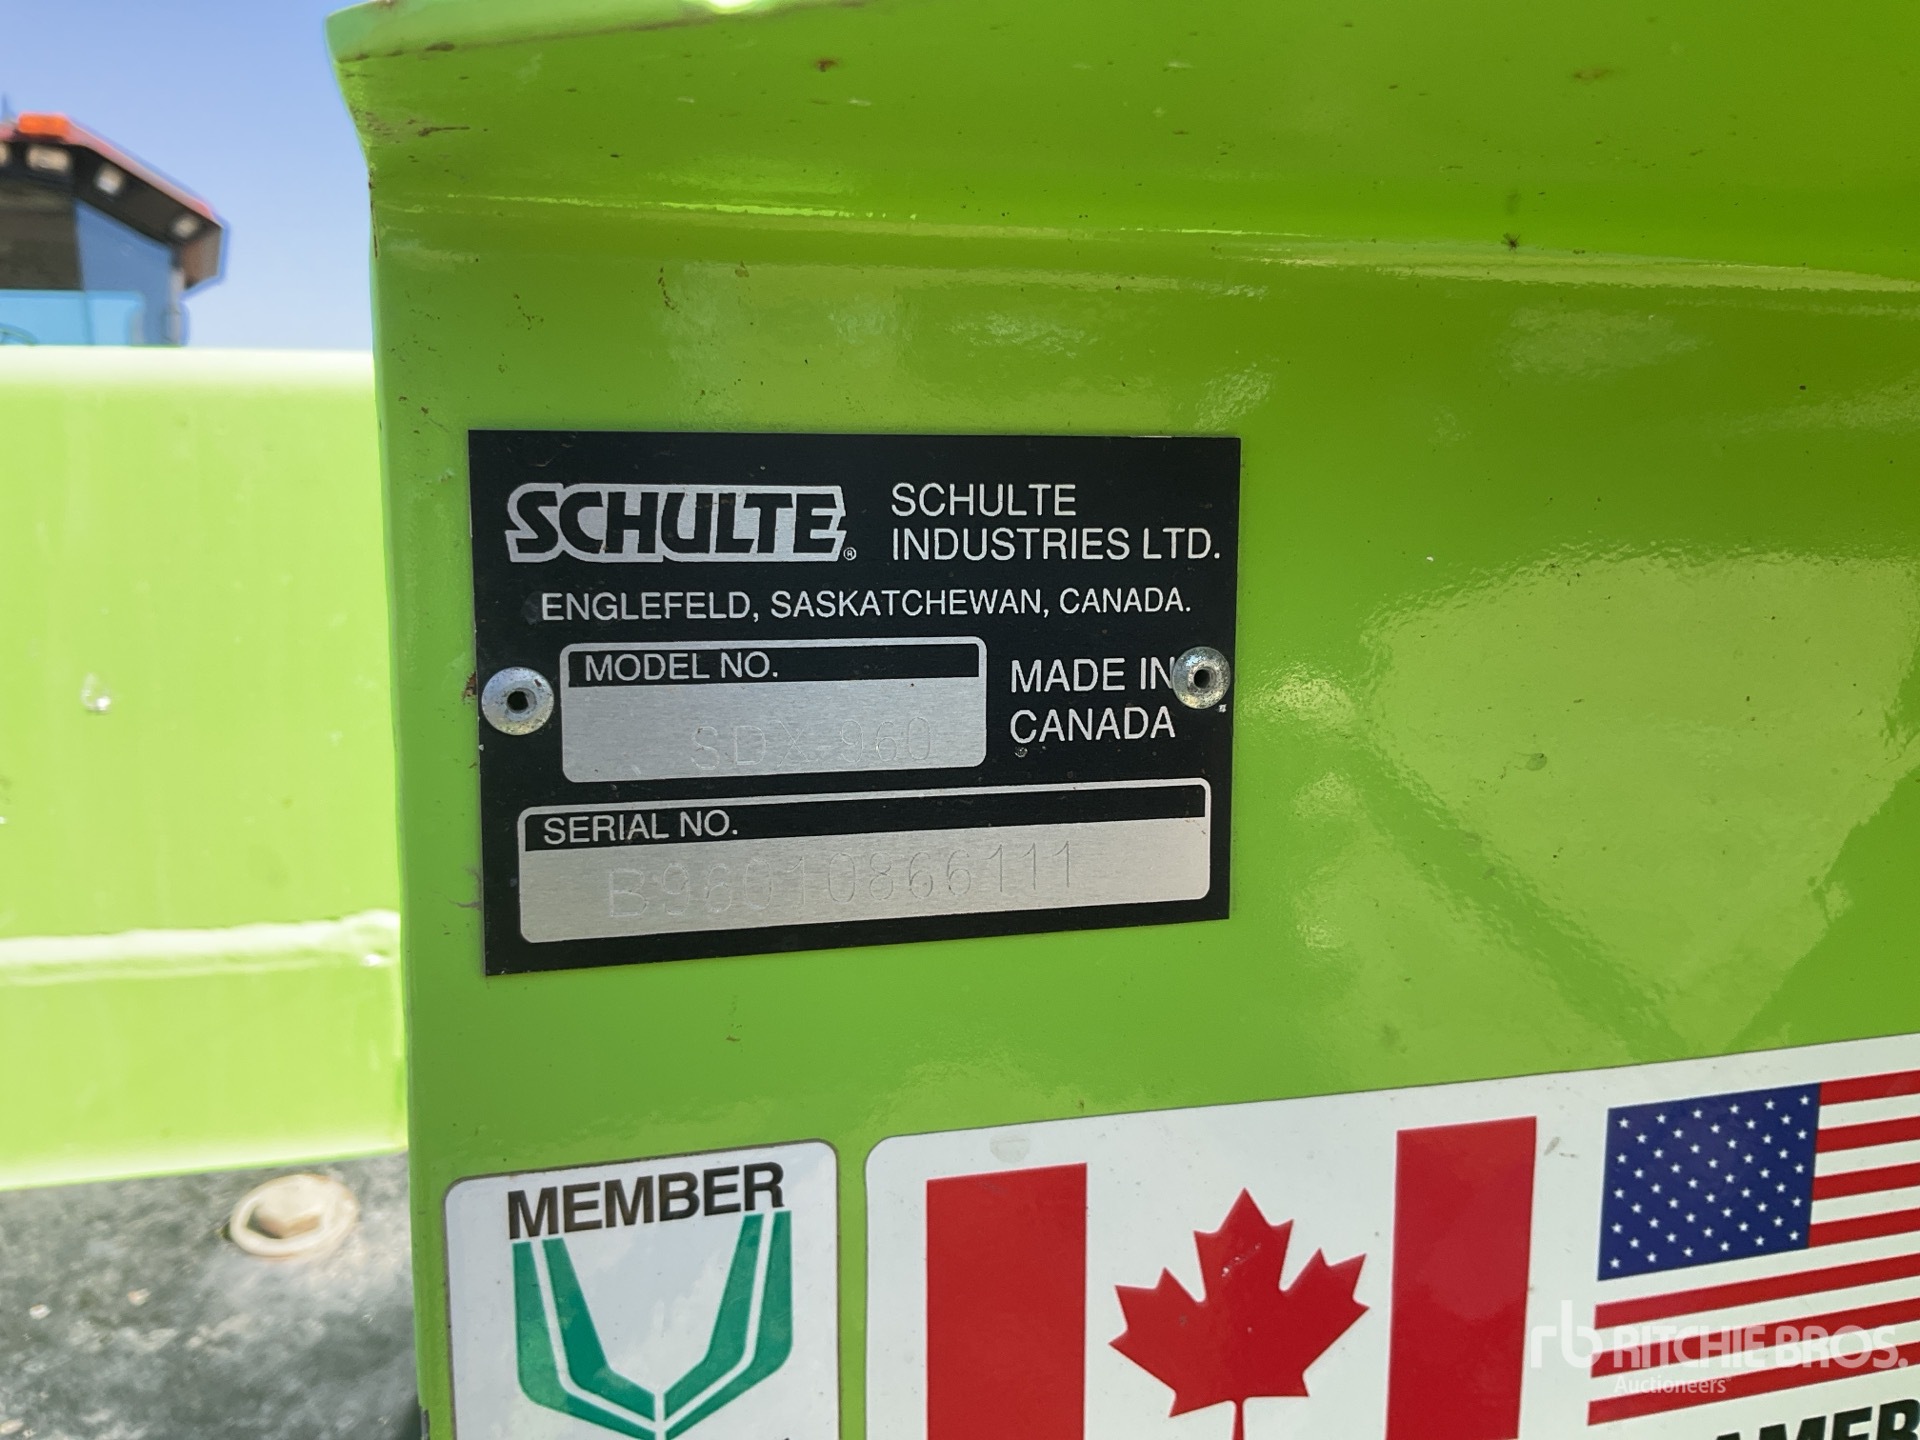 SCHULTE®
SCHULTE
INDUSTRIES LTD.
ENGLEFELD, SASKATCHEWAN, CANADA.
MODEL NO.
SDX-960
MADE IN
CANADA
SERIAL NO.
B96010866111
MEMBER
rb RITCHIE BROS.
Auctioneers